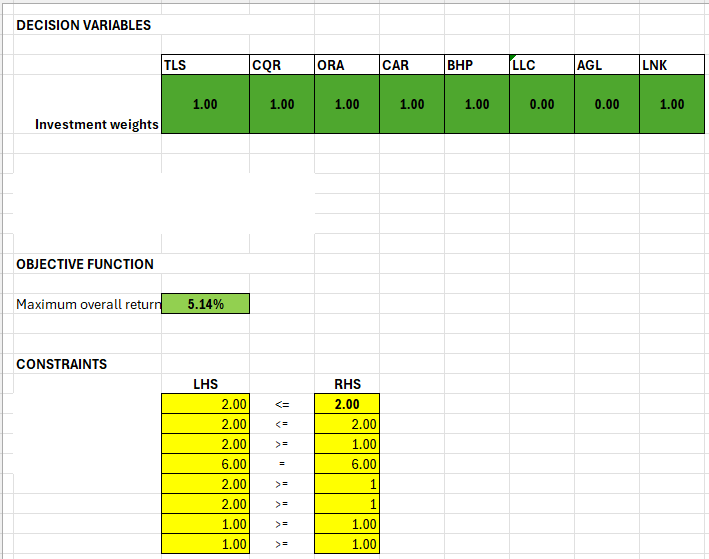 DECISION VARIABLES
TLS CQR ORA CAR BHP LLC AGL LNK
1.00 1.00 1.00 1.00 1.00 0.00 0.00 1.00
Investment weights
OBJECTIVE FUNCTION
Maximum overall return 5.14%
CONSTRAINTS
LHS RHS
2.00 <= 2.00
2.00 <= 2.00
2.00 >= 1.00
6.00 = 6.00
2.00 >= 1
2.00 >= 1
1.00 >= 1.00
1.00 >= 1.00